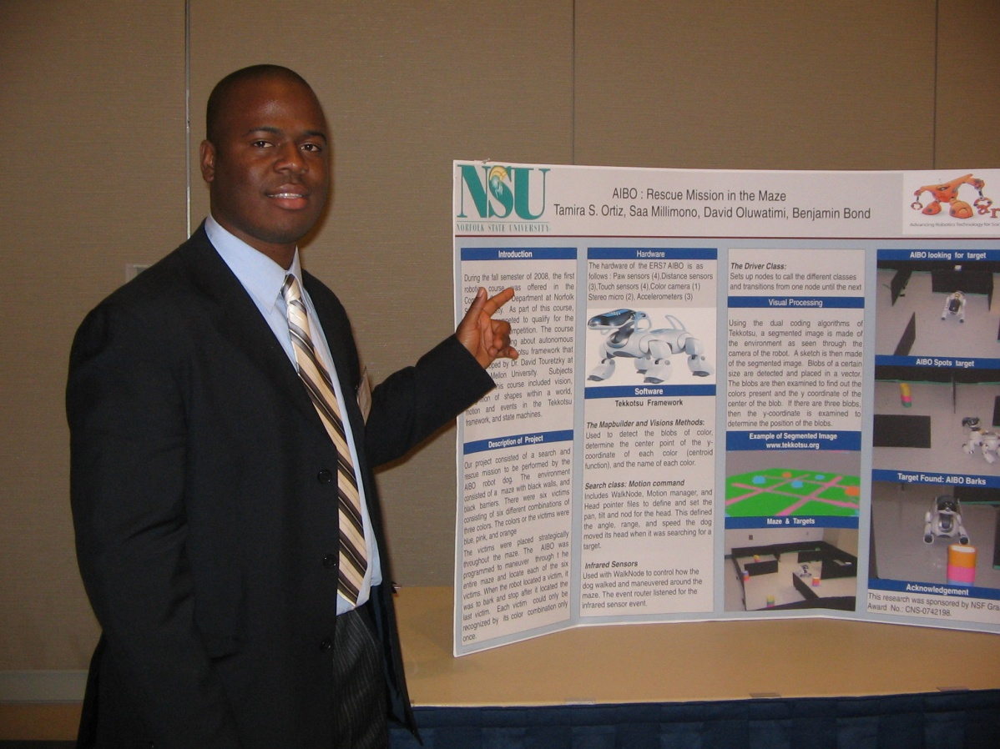 NSU
NORFOLK STATE UNIVERSITY
AIBO : Rescue Mission in the Maze
Tamira S. Ortiz, Saa Millimono, David Oluwatimi, Benjamin Bond
Advancing Robotics Technology for
Introduction
During the fall semester of 2008, the first
course was offered in the
Department at Norfolk
As part of this course,
to qualify for the
The course
about autonomous
framework that
by Dr. David Touretzky at
Mellon University. Subjects
this course included vision,
of shapes within a world,
motion and events in the Tekkotsu
framework, and state machines.
Description of Project
Our project consisted of a search and
rescue mission to be performed by the
AIBO robot dog. The environment
consisted of a maze with black walls, and
black barriers. There were six victims
consisting of six different combinations of
three colors. The colors or the victims were
blue, pink, and orange
The victims were placed strategically
throughout the maze. The AIBO was
programmed to maneuver through t he
entire maze and locate each of the six
victims. When the robot located a victim, it
was to bark and stop after it located the
last victim. Each victim could only be
recognized by its color combination only
once.
Hardware
The hardware of the ERS7 AIBO is as
follows : Paw sensors (4),Distance sensors
(3),Touch sensors (4),Color camera (1)
Stereo micro (2), Accelerometers (3)
Software
Tekkotsu Framework
The Mapbuilder and Visions Methods:
Used to detect the blobs of color,
determine the center point of the y-
coordinate of each color (centroid
function), and the name of each color.
Search class: Motion command
Includes WalkNode, Motion manager, and
Head pointer files to define and set the
pan, tilt and nod for the head. This defined
the angle, range, and speed the dog
moved its head when it was searching for a
target.
Infrared Sensors
Used with WalkNode to control how the
dog walked and maneuvered around the
maze. The event router listened for the
infrared sensor event.
The Driver Class:
Sets up nodes to call the different classes
and transitions from one node until the next
Visual Processing
Using the dual coding algorithms of
Tekkotsu, a segmented image is made of
the environment as seen through the
camera of the robot. A sketch is then made
of the segmented image. Blobs of a certain
size are detected and placed in a vector.
The blobs are then examined to find out the
colors present and the y coordinate of the
center of the blob. If there are three blobs,
then the y-coordinate is examined to
determine the position of the blobs.
Example of Segmented Image
www.tekkotsu.org
Maze & Targets
AIBO looking for target
AIBO Spots target
Target Found: AIBO Barks
Acknowledgement
This research was sponsored by NSF
Award No.: CNS-0742198.